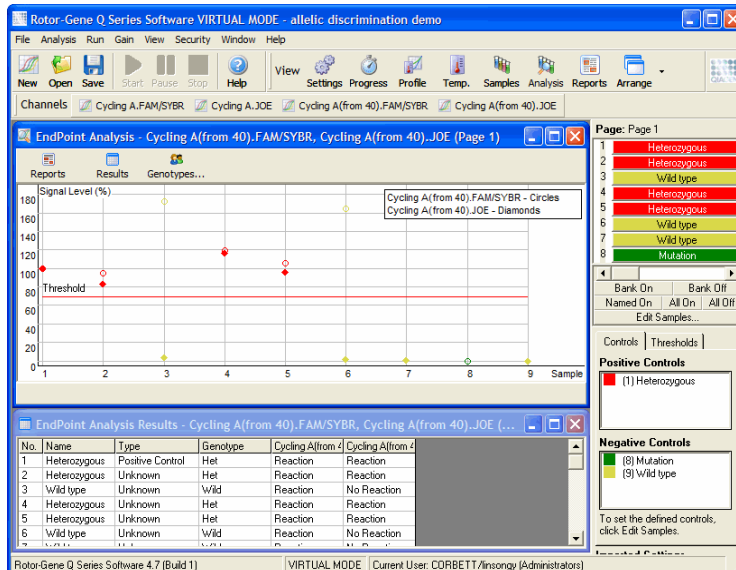 Rotor-Gene Q Series Software VIRTUAL MODE - allelic discrimination demo
File Analysis Run Gain View Security Window Help
New Open Save Start Pause Stop Help View Settings Progress Profile Temp. Samples Analysis Reports Arrange
Channels Cycling A.FAM/SYBR Cycling A.JOE Cycling A(from 40).FAM/SYBR Cycling A(from 40).JOE
EndPoint Analysis - Cycling A(from 40).FAM/SYBR, Cycling A(from 40).JOE (Page 1)
Reports Results Genotypes...
Signal Level (%)
Cycling A(from 40).FAM/SYBR - Circles
Cycling A(from 40).JOE - Diamonds
180
160
140
120
100
80
60
40
20
0
Threshold
1 2 3 4 5 6 7 8 9 Sample
Page: Page 1
1 Heterozygous
2 Heterozygous
3 Wild type
4 Heterozygous
5 Heterozygous
6 Wild type
7 Wild type
8 Mutation
Bank On Bank Off
Named On All On All Off
Edit Samples...
Controls Thresholds
Positive Controls
(1) Heterozygous
Negative Controls
(8) Mutation
(9) Wild type
To set the defined controls,
click Edit Samples.
Imported Settings
EndPoint Analysis Results - Cycling A(from 40).FAM/SYBR, Cycling A(from 40).JOE (...
No. Name Type Genotype Cycling A(from 4 Cycling A(from 4
1 Heterozygous Positive Control Het Reaction Reaction
2 Heterozygous Unknown Het Reaction Reaction
3 Wild type Unknown Wild Reaction No Reaction
4 Heterozygous Unknown Het Reaction Reaction
5 Heterozygous Unknown Het Reaction Reaction
6 Wild type Unknown Wild Reaction No Reaction
Rotor-Gene Q Series Software 4.7 (Build 1) VIRTUAL MODE Current User: CORBETT/linsongy (Administrators)